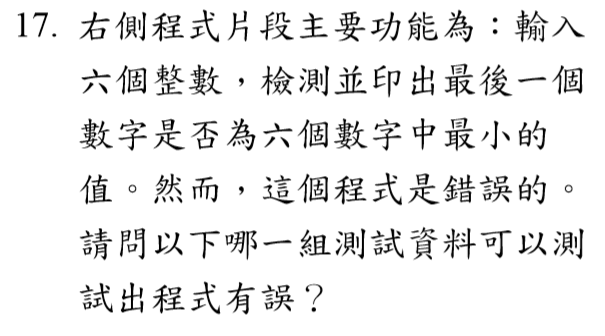 17. 右側程式片段主要功能為：輸入
六個整數，檢測並印出最後一個
數字是否為六個數字中最小的
值。然而，這個程式是錯誤的。
請問以下哪一組測試資料可以測
試出程式有誤？